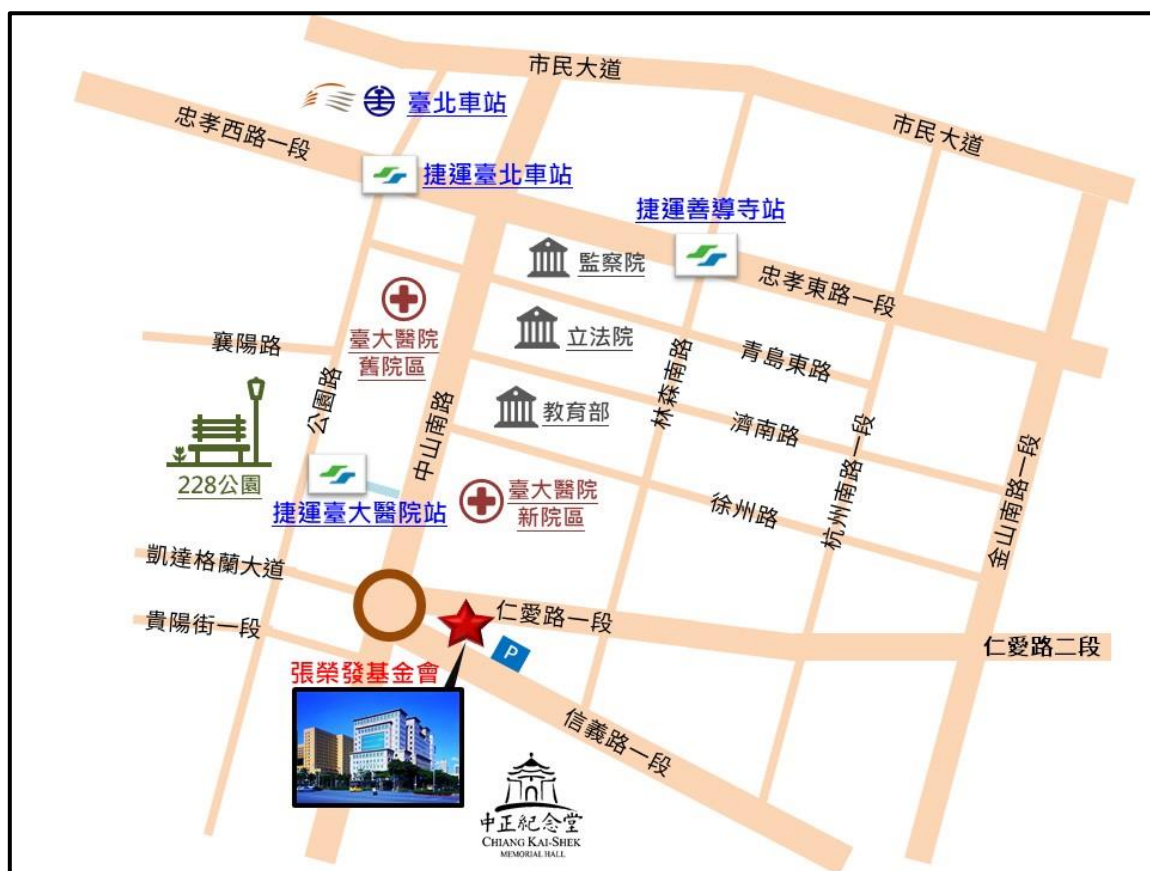 市民大道
市民大道
臺北車站
忠孝西路一段
捷運臺北車站
捷運善導寺站
監察院
忠孝東路一段
立法院
臺大醫院
舊院區
襄陽路
青島東路
林森南路
公園路
中山南路
教育部
濟南路
杭州南路一段
金山南路一段
228公園
臺大醫院
新院區
徐州路
捷運臺大醫院站
凱達格蘭大道
仁愛路一段
貴陽街一段
仁愛路二段
P
張榮發基金會
信義路一段
中正紀念堂
CHIANG KAI-SHEK
MEMORIAL HALL